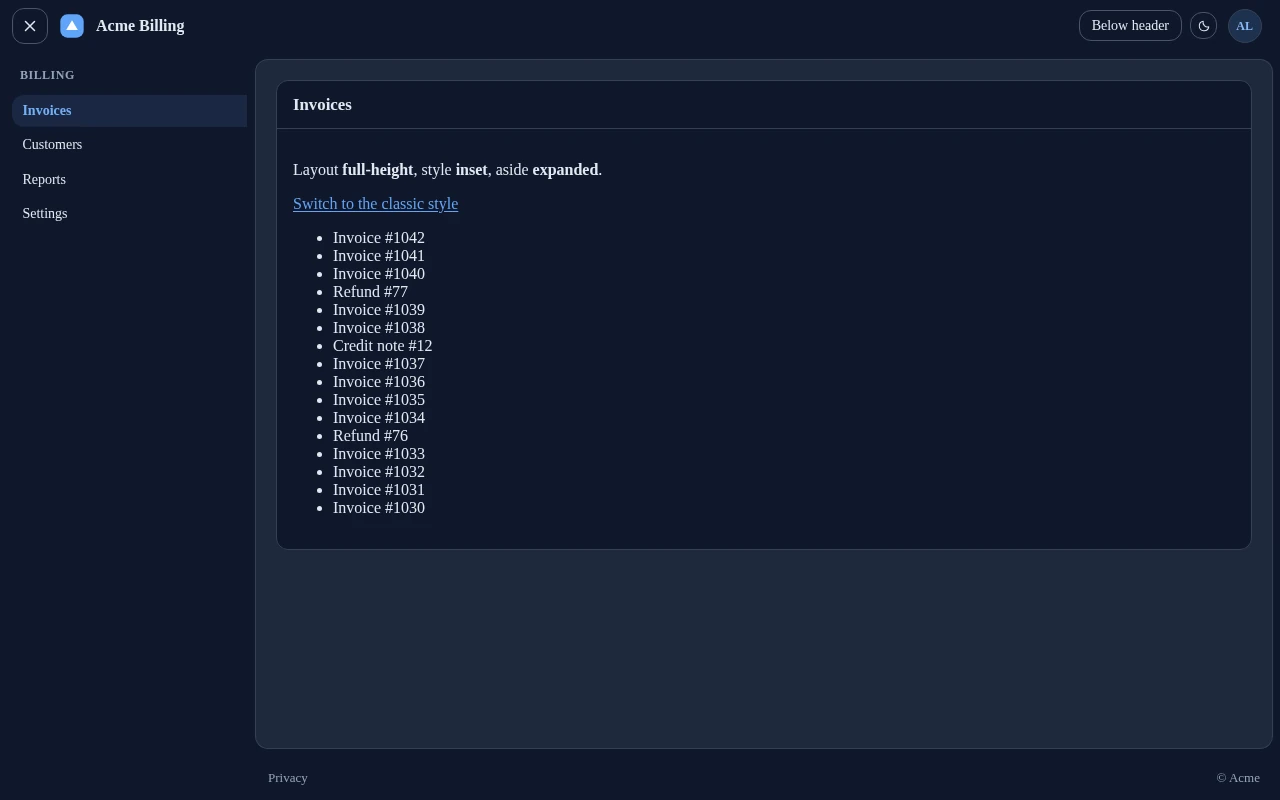 Acme Billing
Below header
AL
BILLING
Invoices
Customers
Reports
Settings
Invoices
Layout full-height, style inset, aside expanded.
Switch to the classic style
Invoice #1042
Invoice #1041
Invoice #1040
Refund #77
Invoice #1039
Invoice #1038
Credit note #12
Invoice #1037
Invoice #1036
Invoice #1035
Invoice #1034
Refund #76
Invoice #1033
Invoice #1032
Invoice #1031
Invoice #1030
Privacy
© Acme